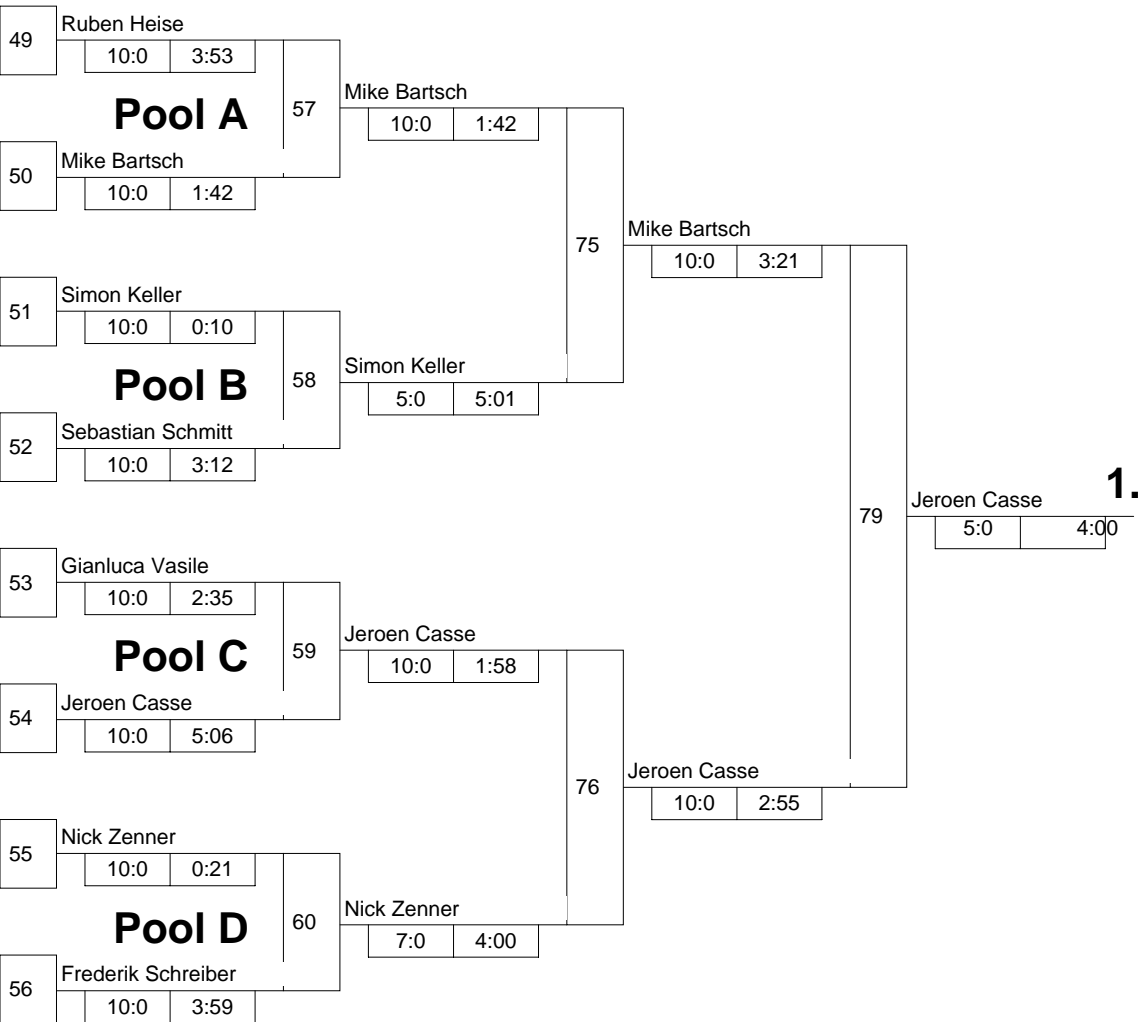 49
Ruben Heise
10:0 3:53
Pool A
57
Mike Bartsch
10:0 1:42
50
Mike Bartsch
10:0 1:42
75
Mike Bartsch
10:0 3:21
51
Simon Keller
10:0 0:10
Pool B
58
Simon Keller
5:0 5:01
52
Sebastian Schmitt
10:0 3:12
79
Jeroen Casse
1.
5:0 4:00
53
Gianluca Vasile
10:0 2:35
Pool C
59
Jeroen Casse
10:0 1:58
54
Jeroen Casse
10:0 5:06
76
Jeroen Casse
10:0 2:55
55
Nick Zenner
10:0 0:21
Pool D
60
Nick Zenner
7:0 4:00
56
Frederik Schreiber
10:0 3:59